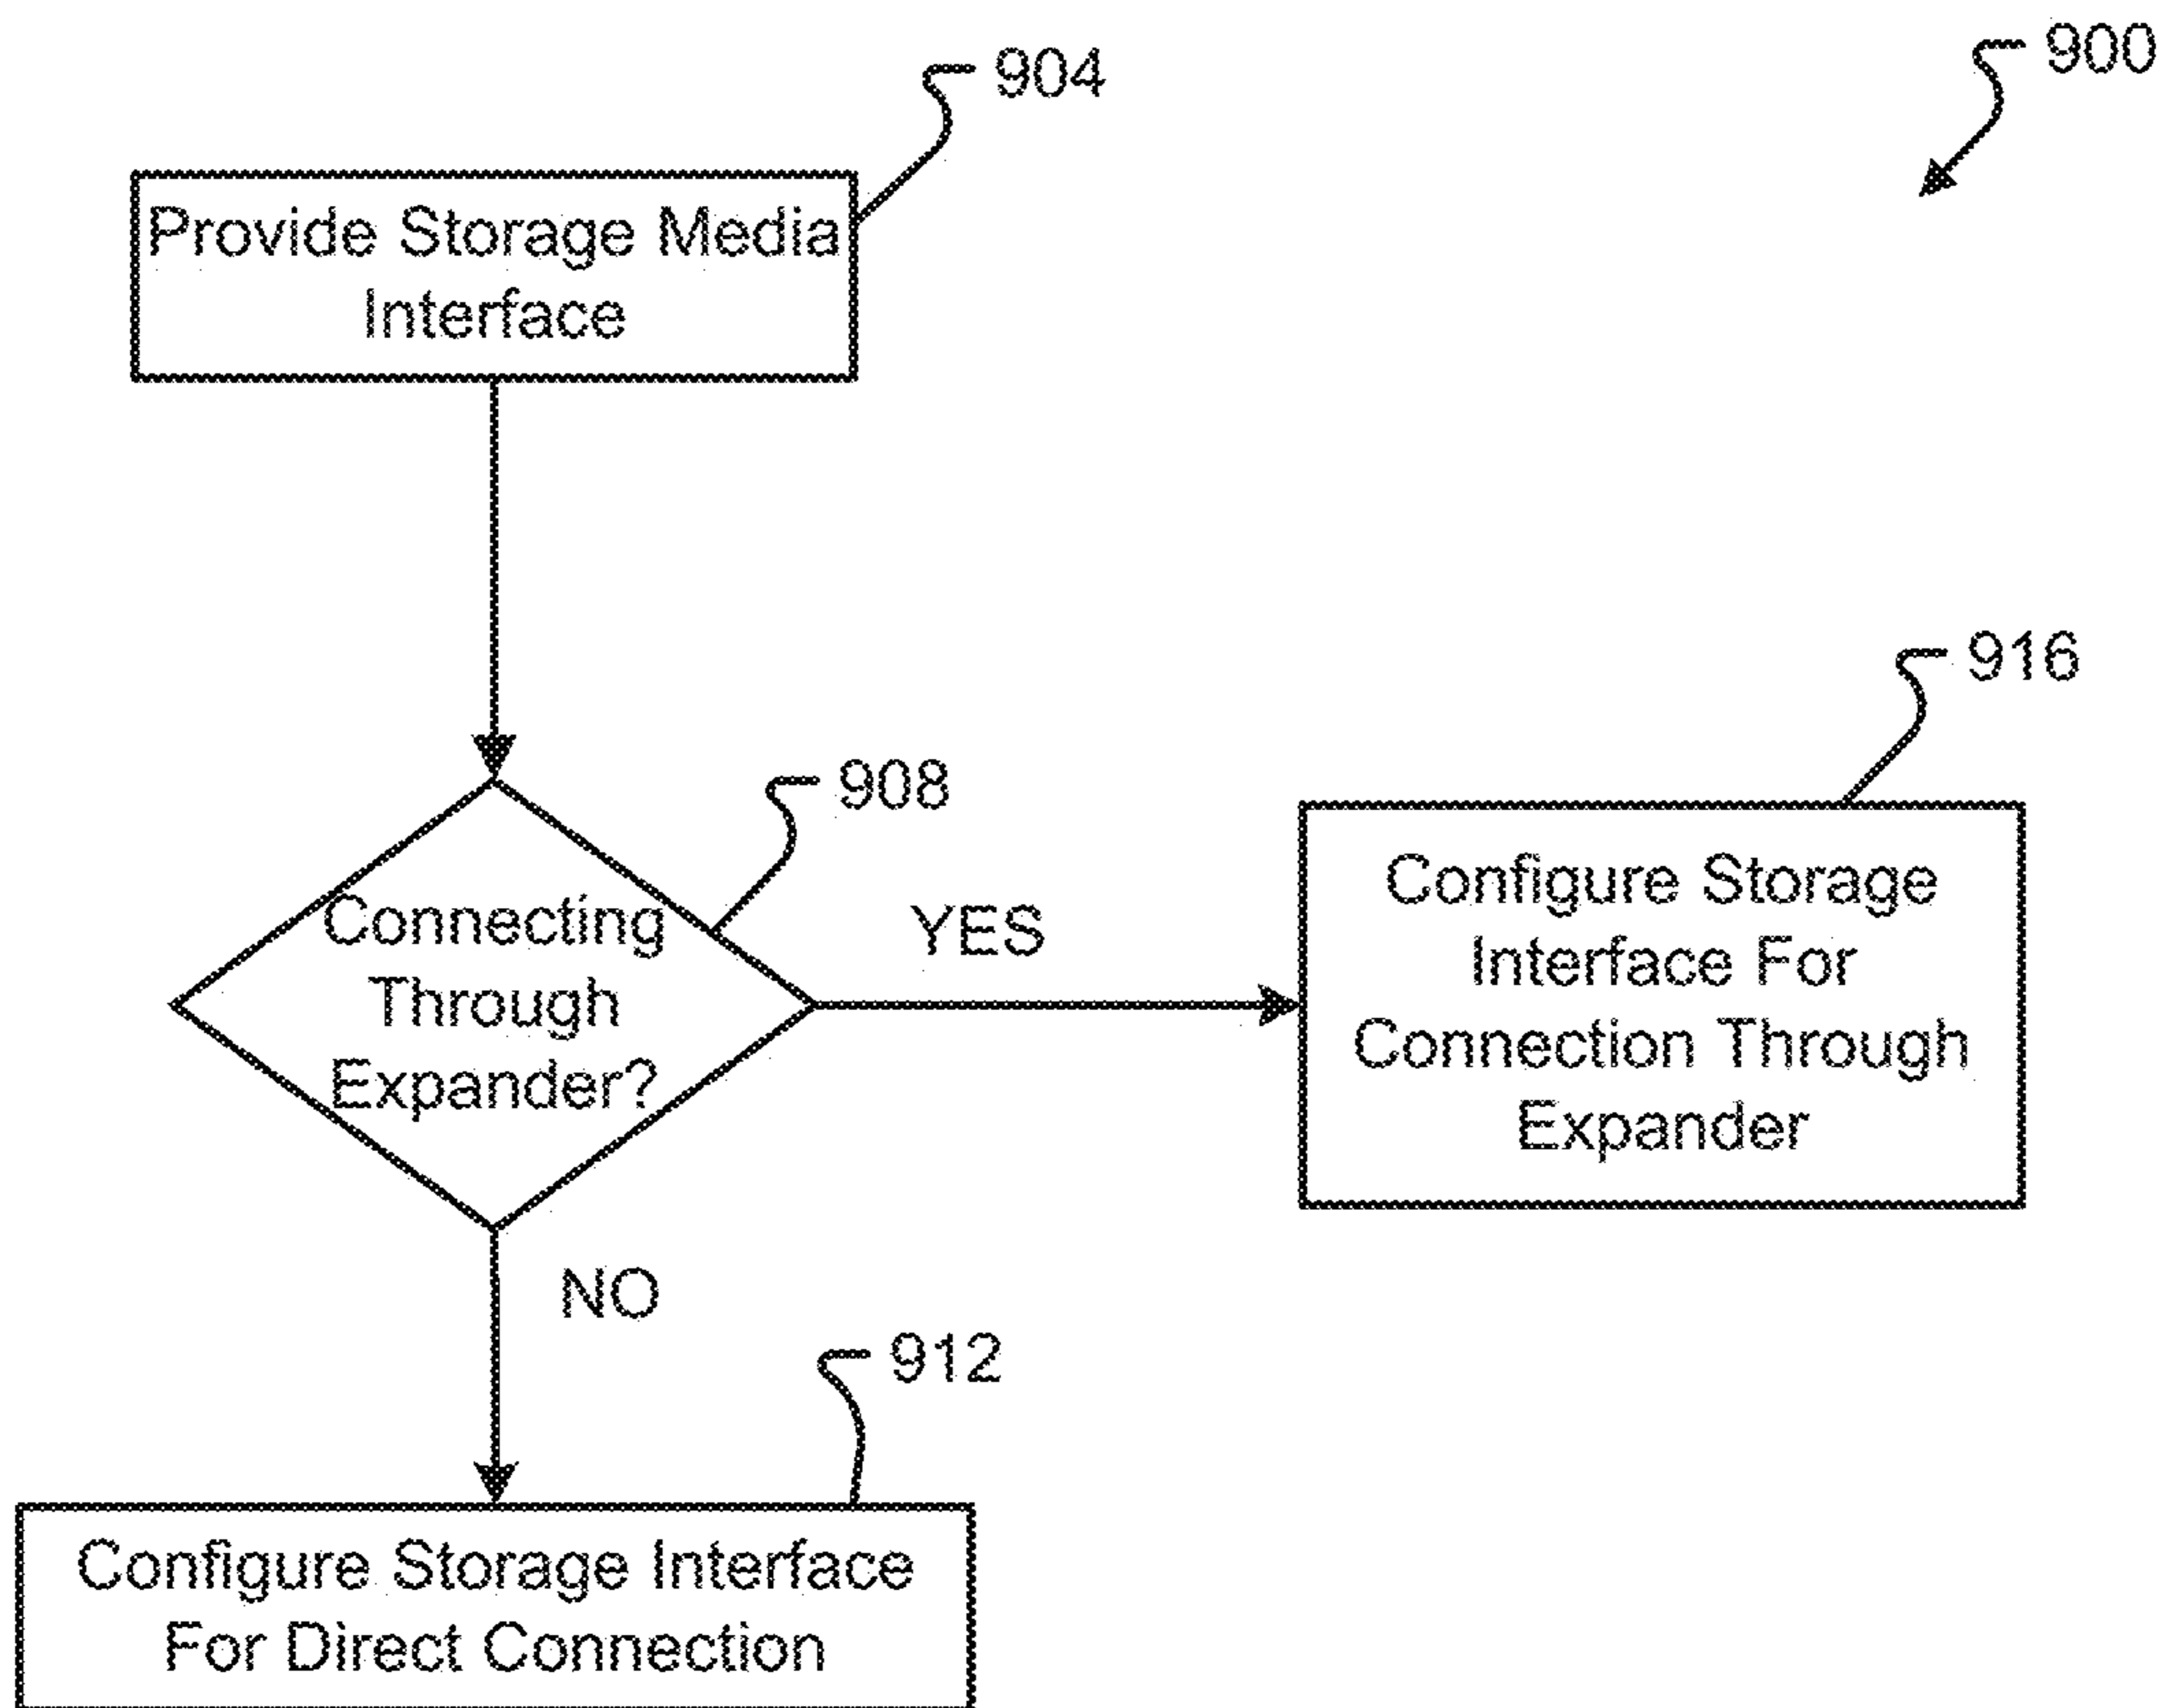 900
904
Provide Storage Media
Interface
908
Connecting
Through
Expander?
YES
916
Configure Storage
Interface For
Connection Through
Expander
NO
912
Configure Storage Interface
For Direct Connection